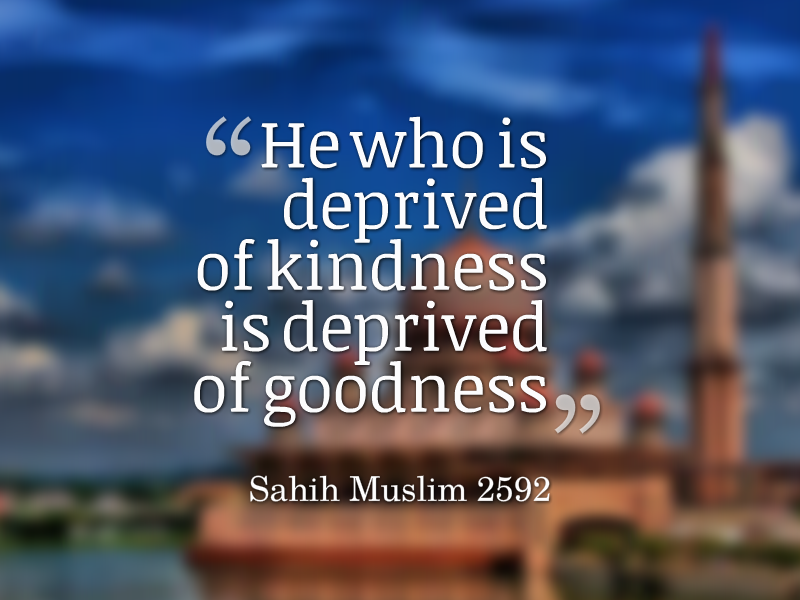 “He who is
deprived
of kindness
is deprived
of goodness”
Sahih Muslim 2592